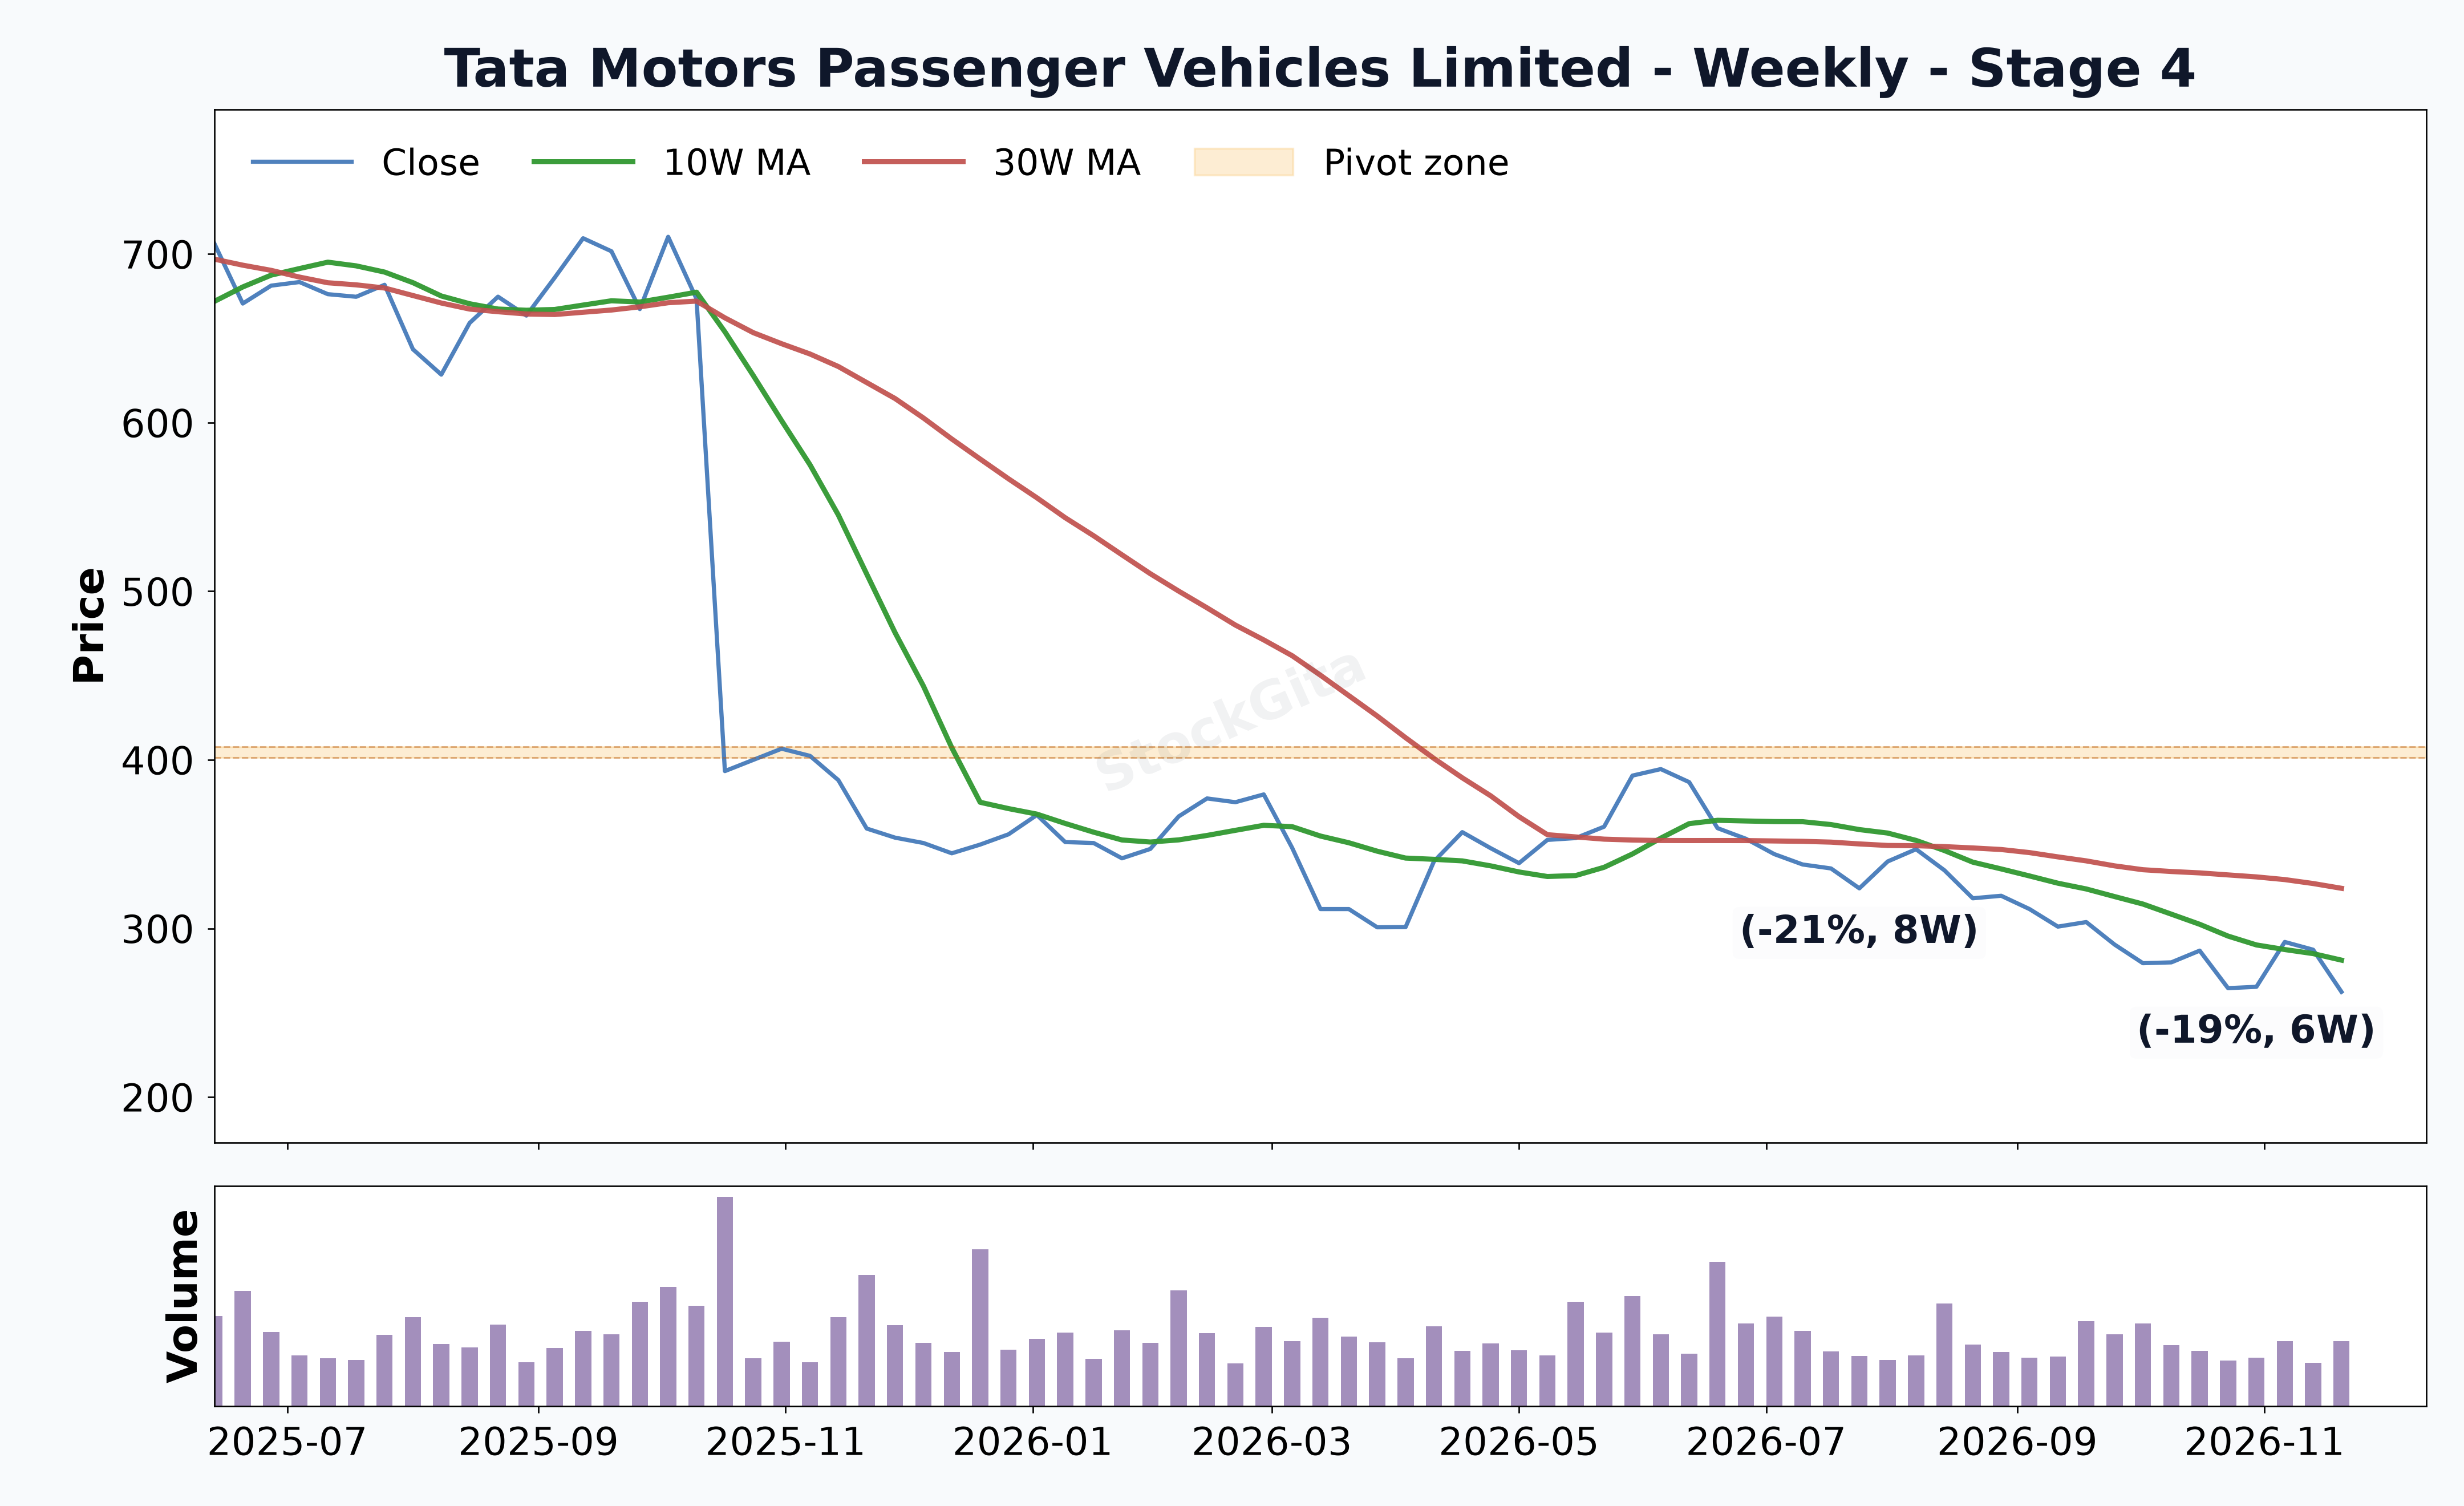 Tata Motors Passenger Vehicles Limited - Weekly - Stage 4
Close 10W MA 30W MA Pivot zone
Price
700
600
500
400
300
200
StockGita
(-21%, 8W)
(-19%, 6W)
Volume
2025-07 2025-09 2025-11 2026-01 2026-03 2026-05 2026-07 2026-09 2026-11